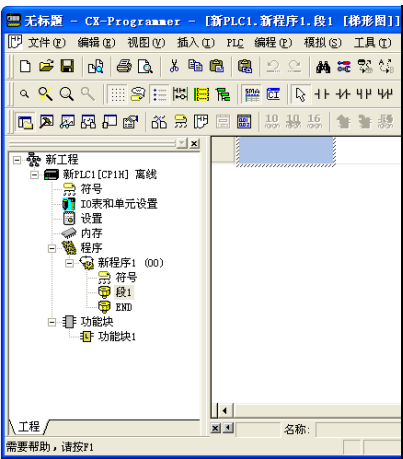 无标题 - CX-Programmer - [新PLC1.新程序1.段1 [梯形图]]
文件(F) 编辑(E) 视图(V) 插入(I) PLC 编程(P) 模拟(S) 工具(T)
10 10 16
新工程
新PLC1[CP1H] 离线
符号
IO表和单元设置
设置
内存
程序
新程序1 (00)
符号
段1
END
功能块
功能块1
工程
名称:
需要帮助，请按F1